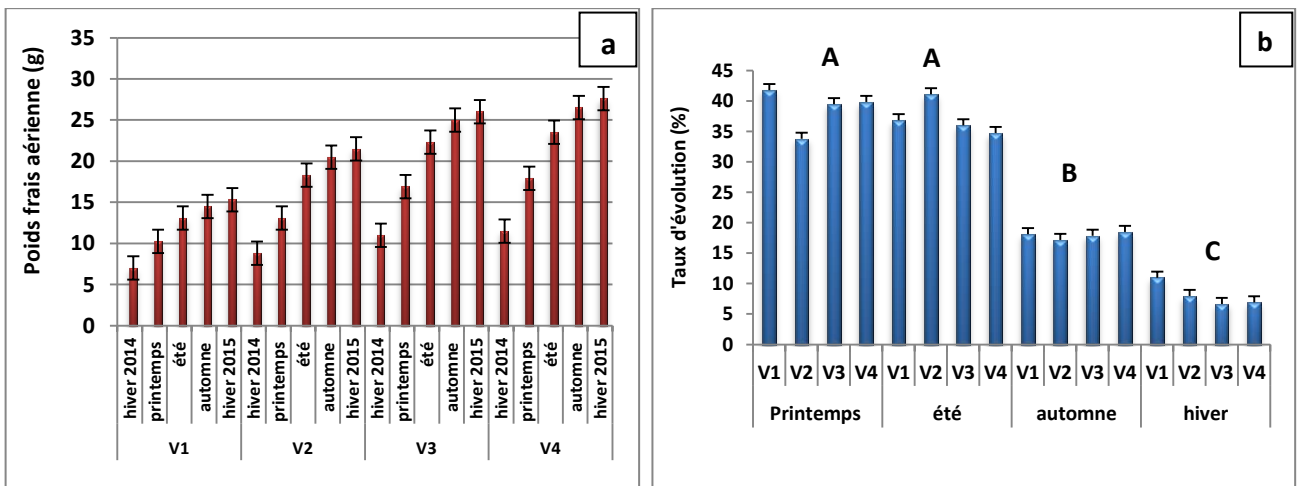 a
Poids frais aérienne (g)
35
30
25
20
15
10
5
0
hiver 2014
printemps
été
automne
hiver 2015
hiver 2014
printemps
été
automne
hiver 2015
hiver 2014
printemps
été
automne
hiver 2015
hiver 2014
printemps
été
automne
hiver 2015
V1 V2 V3 V4
b
Taux d'évolution (%)
45
40
35
30
25
20
15
10
5
0
A A
B
C
V1 V2 V3 V4 V1 V2 V3 V4 V1 V2 V3 V4 V1 V2 V3 V4
Printemps été automne hiver